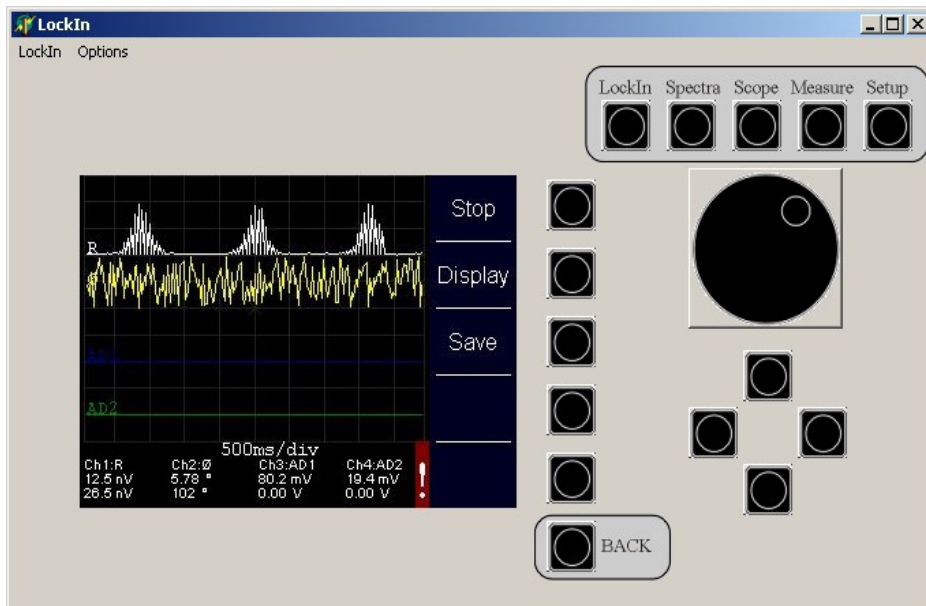 LockIn
LockIn Options
LockIn Spectra Scope Measure Setup
Stop
Display
Save
R
Ø
AD1
AD2
500ms/div
Ch1:R Ch2:Ø Ch3:AD1 Ch4:AD2
12.5 nV 5.78 ° 80.2 mV 19.4 mV
26.5 nV 102 ° 0.00 V 0.00 V
BACK